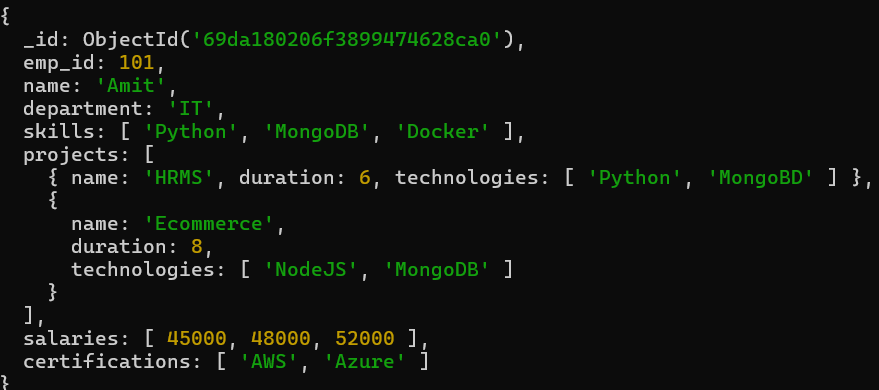 {
  _id: ObjectId('69da180206f3899474628ca0'),
  emp_id: 101,
  name: 'Amit',
  department: 'IT',
  skills: [ 'Python', 'MongoDB', 'Docker' ],
  projects: [
    { name: 'HRMS', duration: 6, technologies: [ 'Python', 'MongoBD' ] },
    {
      name: 'Ecommerce',
      duration: 8,
      technologies: [ 'NodeJS', 'MongoDB' ]
    }
  ],
  salaries: [ 45000, 48000, 52000 ],
  certifications: [ 'AWS', 'Azure' ]
}